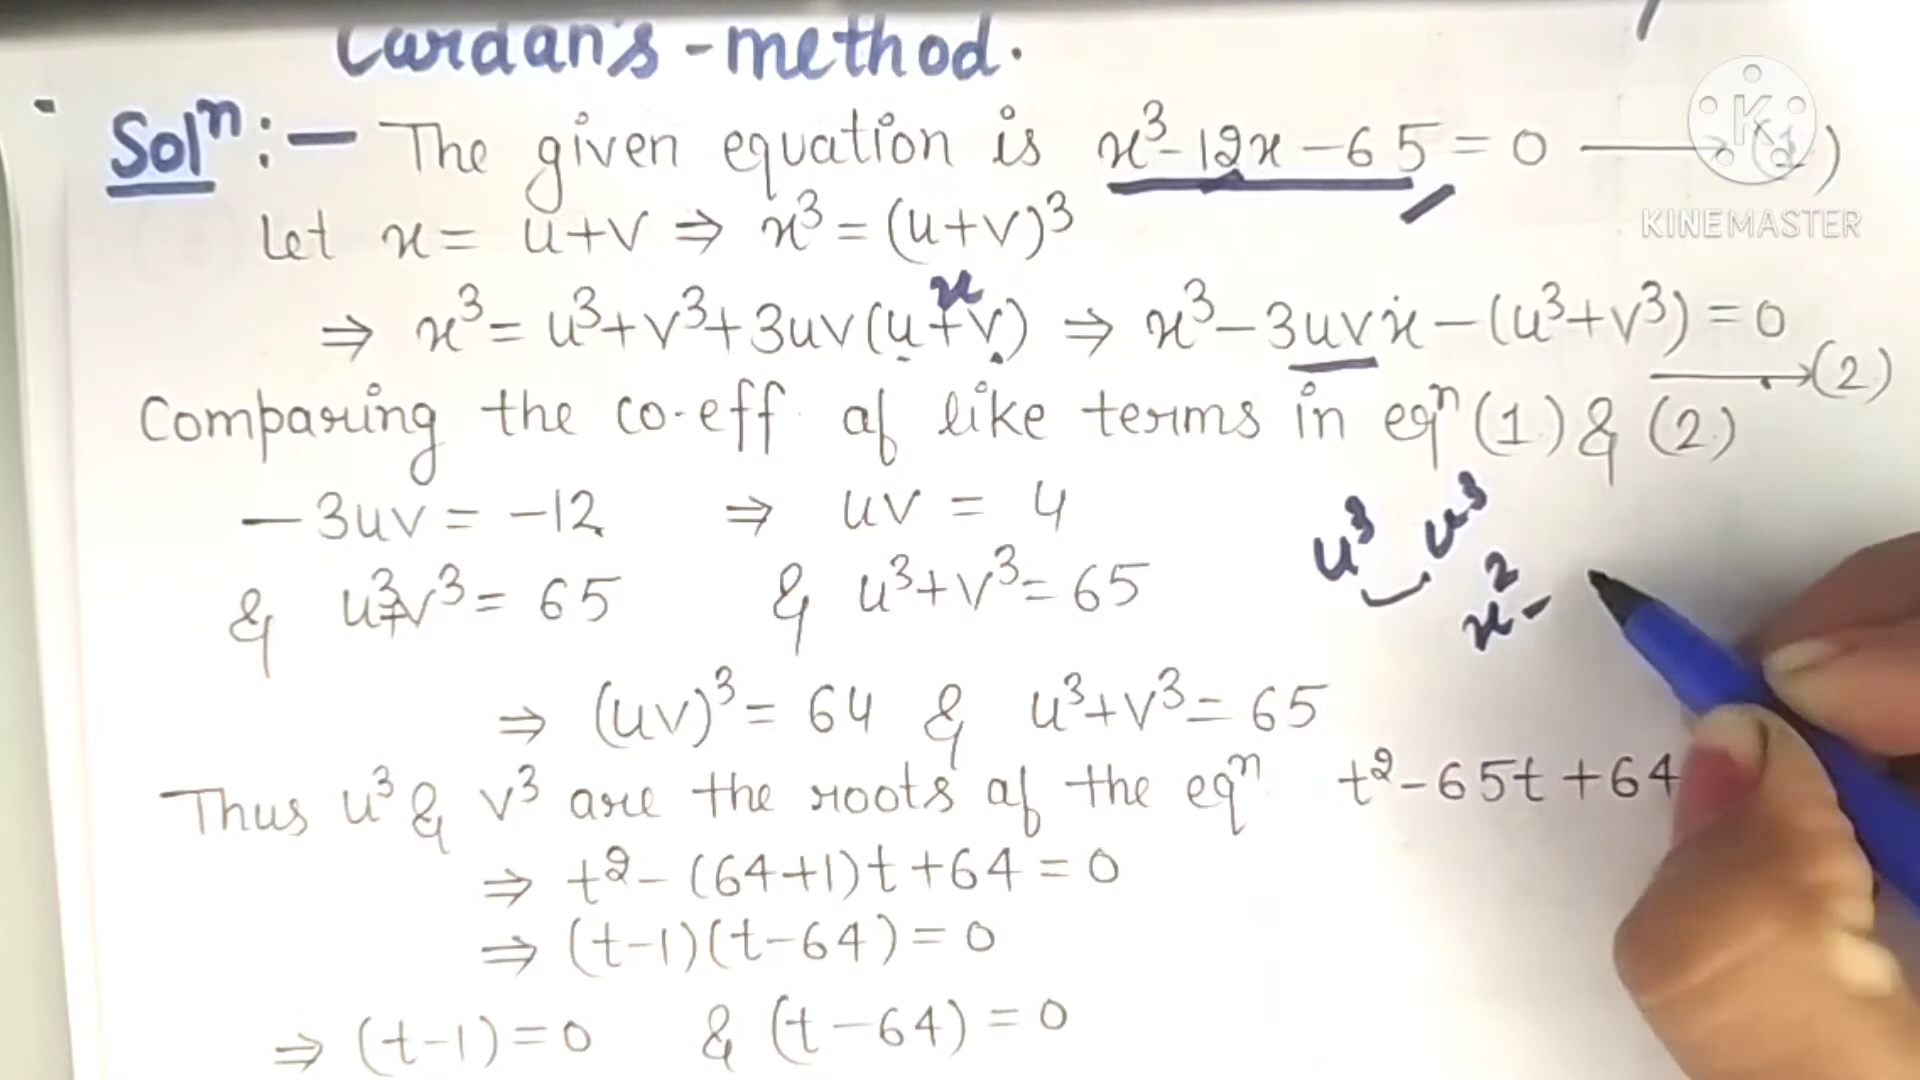 Cardan's - method.
Solⁿ :— The given equation is x³-12x-65=0 ⟶(1)
KINEMASTER
Let x = u+v ⇒ x³ = (u+v)³
x
⇒ x³ = u³+v³+3uv(u+v) ⇒ x³-3uvx-(u³+v³)=0
⟶(2)
Comparing the co-eff of like terms in eqⁿ (1) & (2)
-3uv = -12 ⇒ uv = 4
& u³+v³ = 65 & u³+v³ = 65
u³ v³
x² -
⇒ (uv)³ = 64 & u³+v³ = 65
Thus u³ & v³ are the roots of the eqⁿ t²-65t+64
⇒ t²-(64+1)t+64 = 0
⇒ (t-1)(t-64) = 0
⇒ (t-1) = 0 & (t-64) = 0